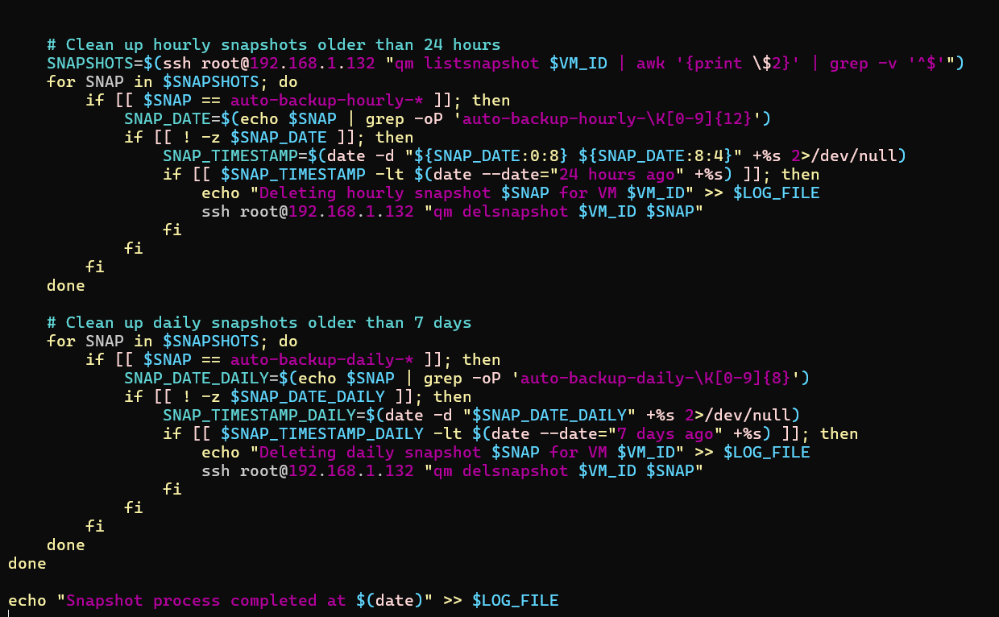 # Clean up hourly snapshots older than 24 hours
    SNAPSHOTS=$(ssh root@192.168.1.132 "qm listsnapshot $VM_ID | awk '{print \$2}' | grep -v '^$'")
    for SNAP in $SNAPSHOTS; do
        if [[ $SNAP == auto-backup-hourly-* ]]; then
            SNAP_DATE=$(echo $SNAP | grep -oP 'auto-backup-hourly-\K[0-9]{12}')
            if [[ ! -z $SNAP_DATE ]]; then
                SNAP_TIMESTAMP=$(date -d "${SNAP_DATE:0:8} ${SNAP_DATE:8:4}" +%s 2>/dev/null)
                if [[ $SNAP_TIMESTAMP -lt $(date --date="24 hours ago" +%s) ]]; then
                    echo "Deleting hourly snapshot $SNAP for VM $VM_ID" >> $LOG_FILE
                    ssh root@192.168.1.132 "qm delsnapshot $VM_ID $SNAP"
                fi
            fi
        fi
    done

    # Clean up daily snapshots older than 7 days
    for SNAP in $SNAPSHOTS; do
        if [[ $SNAP == auto-backup-daily-* ]]; then
            SNAP_DATE_DAILY=$(echo $SNAP | grep -oP 'auto-backup-daily-\K[0-9]{8}')
            if [[ ! -z $SNAP_DATE_DAILY ]]; then
                SNAP_TIMESTAMP_DAILY=$(date -d "$SNAP_DATE_DAILY" +%s 2>/dev/null)
                if [[ $SNAP_TIMESTAMP_DAILY -lt $(date --date="7 days ago" +%s) ]]; then
                    echo "Deleting daily snapshot $SNAP for VM $VM_ID" >> $LOG_FILE
                    ssh root@192.168.1.132 "qm delsnapshot $VM_ID $SNAP"
                fi
            fi
        fi
    done
done

echo "Snapshot process completed at $(date)" >> $LOG_FILE